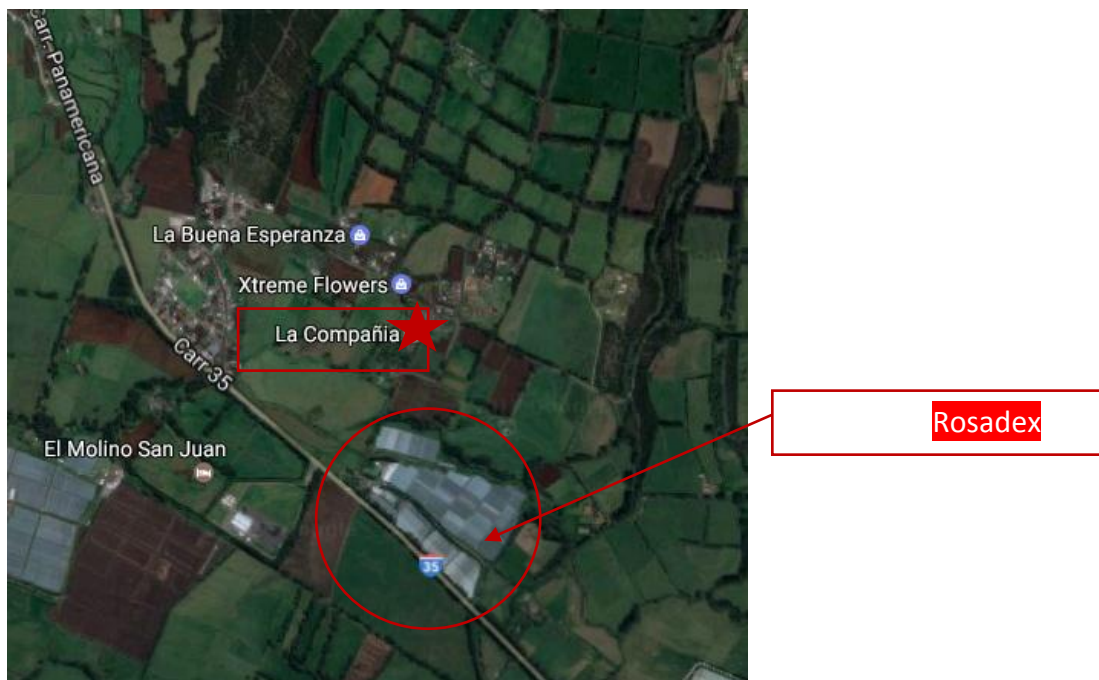 Carr. Panamericana
La Buena Esperanza
Xtreme Flowers
La Compañia
Carr 35
El Molino San Juan
Rosadex
35